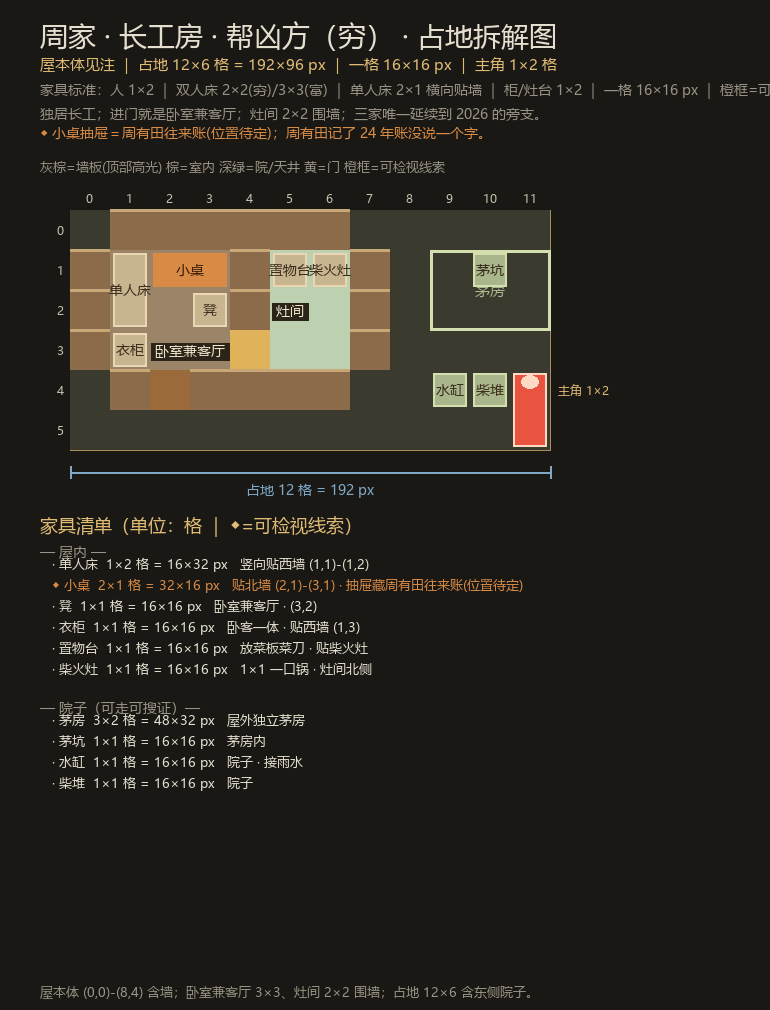 周家 · 长工房 · 帮凶方（穷） · 占地拆解图
屋本体见注 ｜ 占地 12×6 格 = 192×96 px ｜ 一格 16×16 px ｜ 主角 1×2 格
家具标准：人 1×2 ｜ 双人床 2×2(穷)/3×3(富) ｜ 单人床 2×1 横向贴墙 ｜ 柜/灶台 1×2 ｜ 一格 16×16 px ｜ 橙框=可
独居长工；进门就是卧室兼客厅；灶间 2×2 围墙；三家唯一延续到 2026 的旁支。
◆ 小桌抽屉 = 周有田往来账(位置待定)；周有田记了 24 年账没说一个字。
灰棕=墙板(顶部高光) 棕=室内 深绿=院/天井 黄=门 橙框=可检视线索
0 1 2 3 4 5 6 7 8 9 10 11
0
1 单人床 小桌 置物台 柴火灶 茅坑
茅房
2 凳 灶间
3 衣柜 卧室兼客厅
4 水缸 柴堆 主角 1×2
5
占地 12 格 = 192 px
家具清单（单位：格 ｜ ◆=可检视线索）
— 屋内 —
· 单人床 1×2 格 = 16×32 px 竖向贴西墙 (1,1)-(1,2)
◆ 小桌 2×1 格 = 32×16 px 贴北墙 (2,1)-(3,1) · 抽屉藏周有田往来账(位置待定)
· 凳 1×1 格 = 16×16 px 卧室兼客厅 · (3,2)
· 衣柜 1×1 格 = 16×16 px 卧客一体 · 贴西墙 (1,3)
· 置物台 1×1 格 = 16×16 px 放菜板菜刀 · 贴柴火灶
· 柴火灶 1×1 格 = 16×16 px 1×1 一口锅 · 灶间北侧
— 院子（可走可搜证）—
· 茅房 3×2 格 = 48×32 px 屋外独立茅房
· 茅坑 1×1 格 = 16×16 px 茅房内
· 水缸 1×1 格 = 16×16 px 院子 · 接雨水
· 柴堆 1×1 格 = 16×16 px 院子
屋本体 (0,0)-(8,4) 含墙；卧室兼客厅 3×3、灶间 2×2 围墙；占地 12×6 含东侧院子。